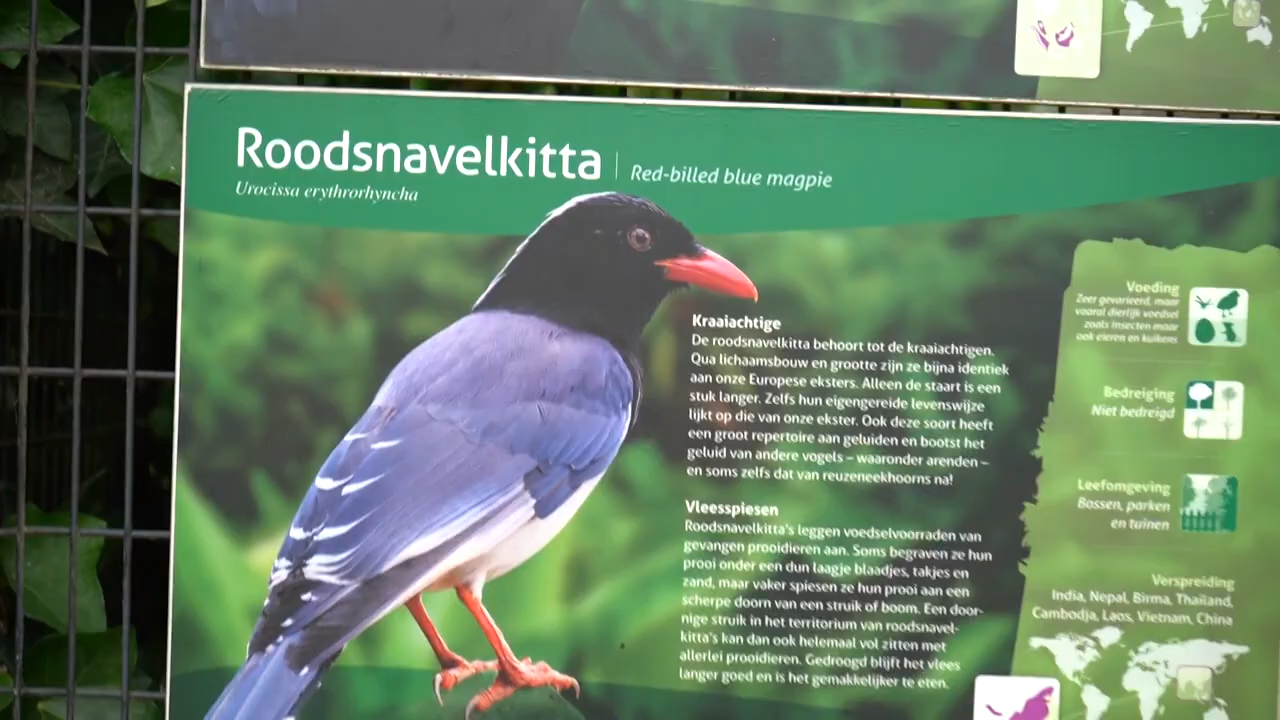 Roodsnavelkitta
Red-billed blue magpie
Urocissa erythrorhyncha
Kraaiachtige
De roodsnavelkitta behoort tot de kraaiachtigen.
Qua lichaamsbouw en grootte zijn ze bijna identiek
aan onze Europese eksters. Alleen de staart is een
stuk langer. Zelfs hun eigengereide levenswijze
lijkt op die van onze ekster. Ook deze soort heeft
een groot repertoire aan geluiden en bootst het
geluid van andere vogels – waaronder arenden –
en soms zelfs dat van reuzeneekhoorns na!
Vleesspiesen
Roodsnavelkitta's leggen voedselvoorraden van
gevangen prooidieren aan. Soms begraven ze hun
prooi onder een dun laagje blaadjes, takjes en
zand, maar vaker spiesen ze hun prooi aan een
scherpe doorn van een struik of boom. Een door-
nige struik in het territorium van roodsnavel-
kitta's kan dan ook helemaal vol zitten met
allerlei prooidieren. Gedroogd blijft het vlees
langer goed en is het gemakkelijker te eten.
Voeding
Zeer gevarieerd, maar
vooral dierlijk voedsel
zoals insecten maar
ook eieren en kuikens
Bedreiging
Niet bedreigd
Leefomgeving
Bossen, parken
en tuinen
Verspreiding
India, Nepal, Birma, Thailand,
Cambodja, Laos, Vietnam, China